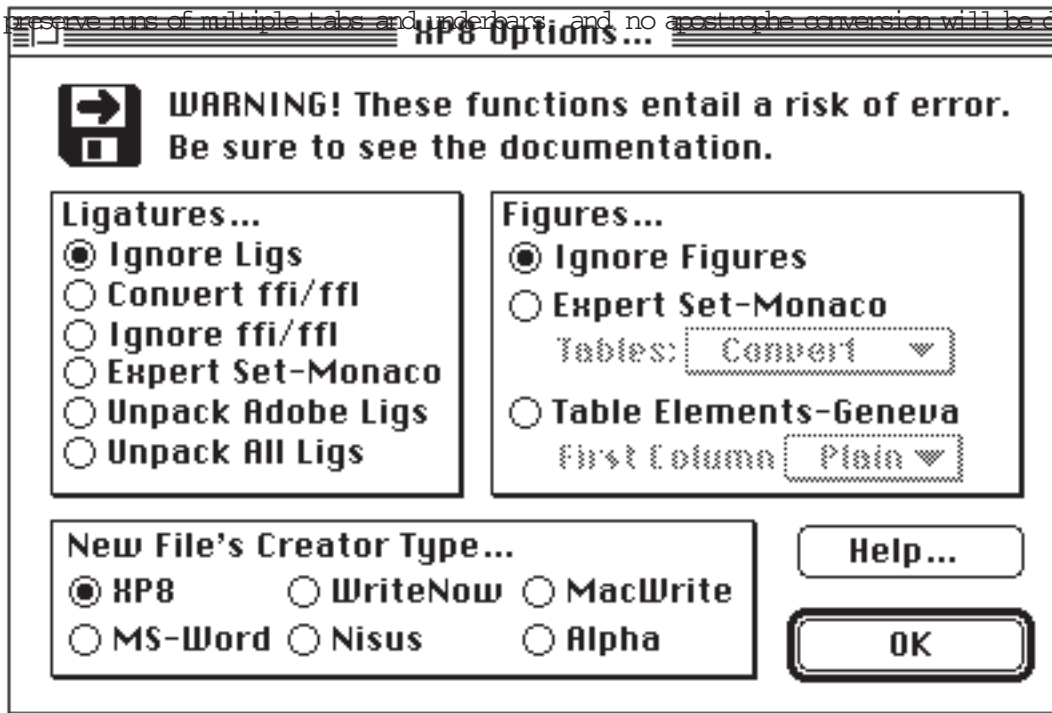 preserve runs of multiple tabs and underbars, and no apostrophe conversion will be
XP8 Options...
WARNING! These functions entail a risk of error.
Be sure to see the documentation.
Ligatures...
Ignore Ligs
Convert ffi/ffl
Ignore ffi/ffl
Expert Set-Monaco
Unpack Adobe Ligs
Unpack All Ligs
Figures...
Ignore Figures
Expert Set-Monaco
Tables: Convert
Table Elements-Geneva
First Column Plain
New File's Creator Type...
XP8 WriteNow MacWrite
MS-Word Nisus Alpha
Help...
OK